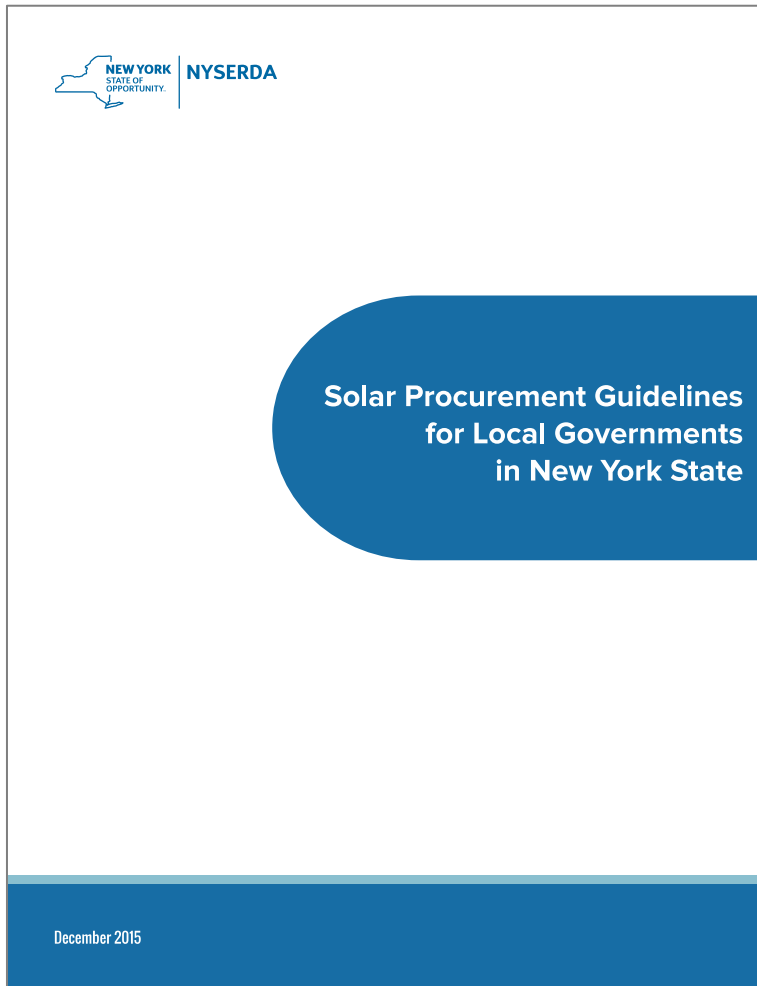 NEW YORK
STATE OF
OPPORTUNITY.
NYSERDA
Solar Procurement Guidelines
for Local Governments
in New York State
December 2015